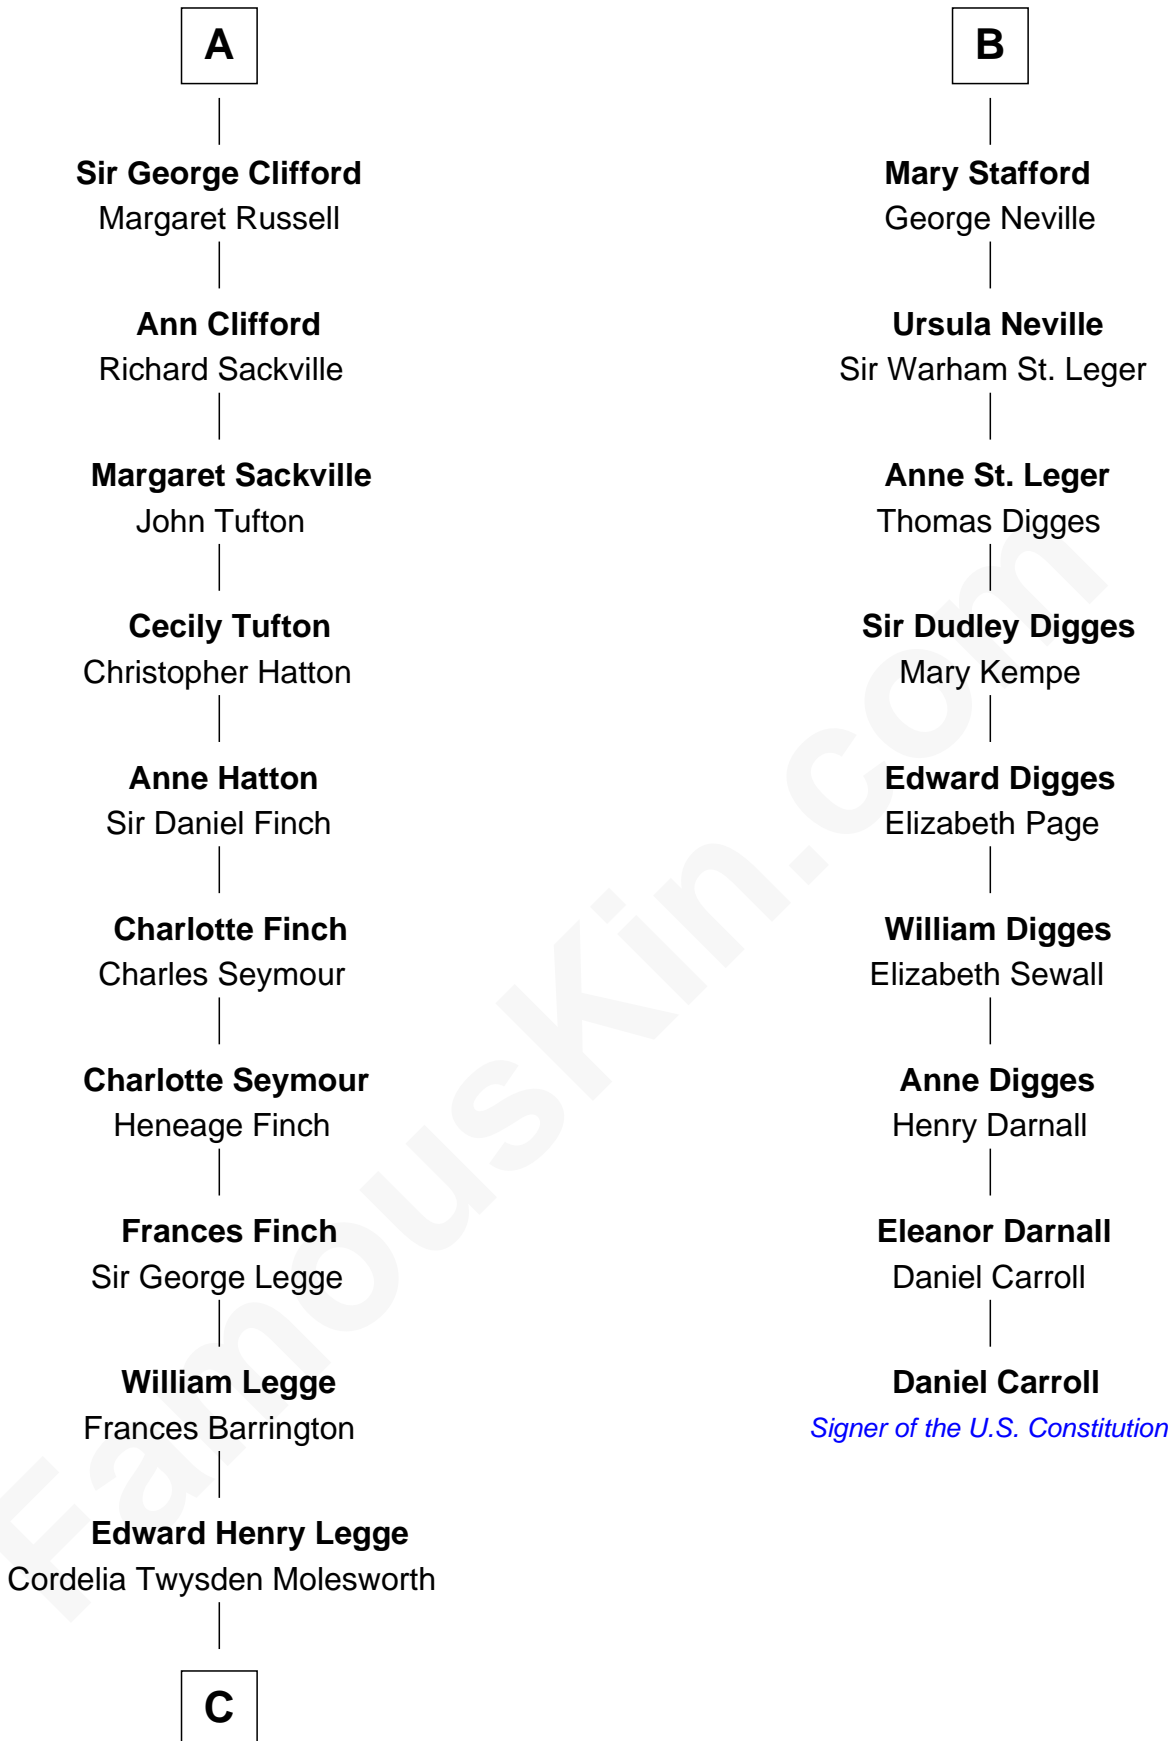 A
Sir George Clifford
Margaret Russell
Ann Clifford
Richard Sackville
Margaret Sackville
John Tufton
Cecily Tufton
Christopher Hatton
Anne Hatton
Sir Daniel Finch
Charlotte Finch
Charles Seymour
Charlotte Seymour
Heneage Finch
Frances Finch
Sir George Legge
William Legge
Frances Barrington
Edward Henry Legge
Cordelia Twysden Molesworth
C
B
Mary Stafford
George Neville
Ursula Neville
Sir Warham St. Leger
Anne St. Leger
Thomas Digges
Sir Dudley Digges
Mary Kempe
Edward Digges
Elizabeth Page
William Digges
Elizabeth Sewall
Anne Digges
Henry Darnall
Eleanor Darnall
Daniel Carroll
Daniel Carroll
Signer of the U.S. Constitution
FamousKin.com